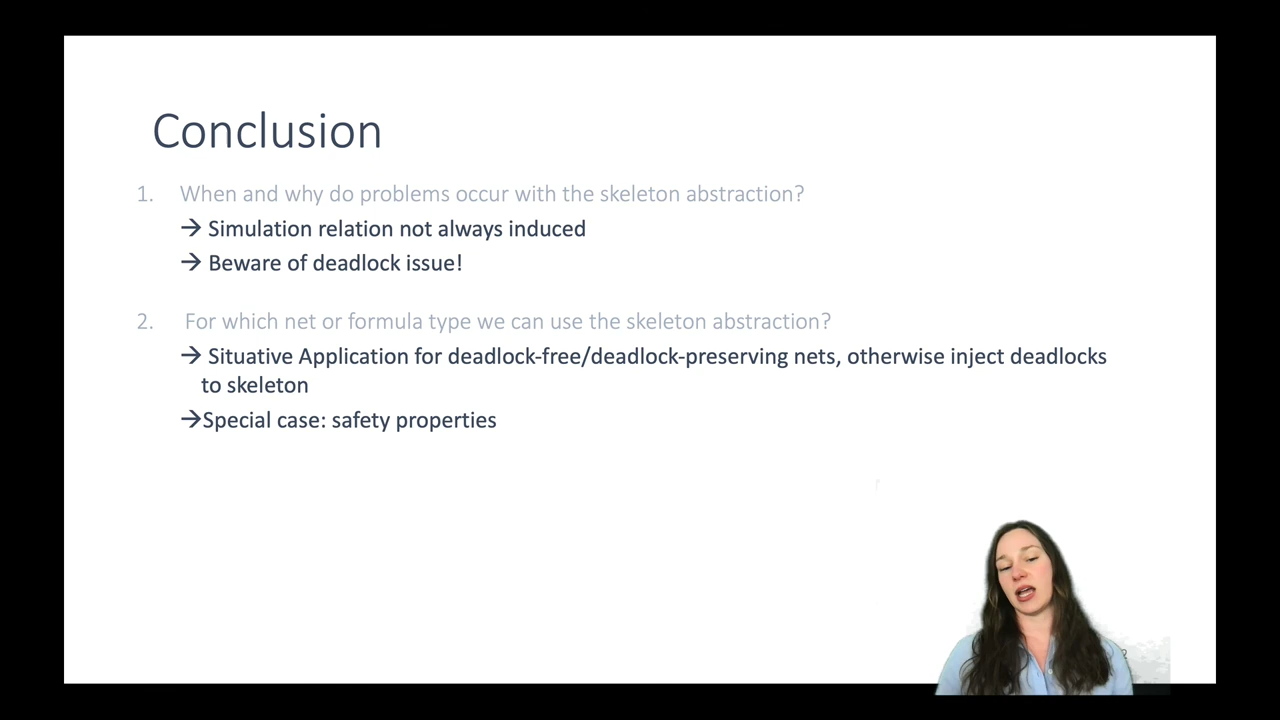 Conclusion
1. When and why do problems occur with the skeleton abstraction?
→ Simulation relation not always induced
→ Beware of deadlock issue!
2. For which net or formula type we can use the skeleton abstraction?
→ Situative Application for deadlock-free/deadlock-preserving nets, otherwise inject deadlocks
to skeleton
→Special case: safety properties